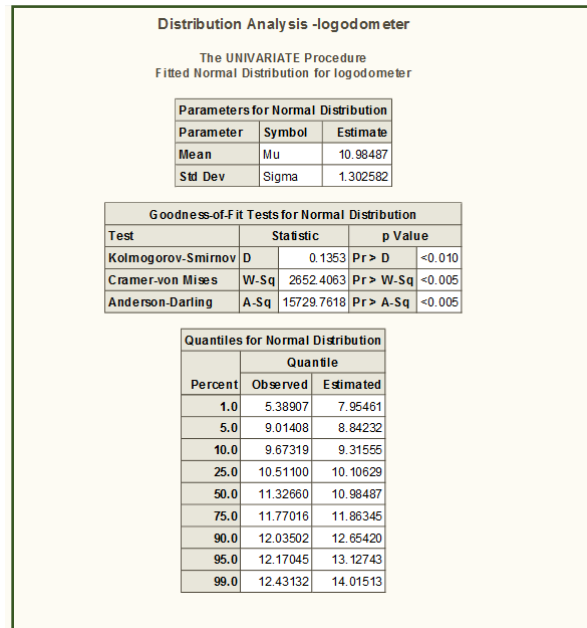 Distribution Analysis -logodometer
The UNIVARIATE Procedure
Fitted Normal Distribution for logodometer
Parameters for Normal Distribution
Parameter Symbol Estimate
Mean Mu 10.98487
Std Dev Sigma 1.302582
Goodness-of-Fit Tests for Normal Distribution
Test Statistic p Value
Kolmogorov-Smirnov D 0.1353 Pr > D <0.010
Cramer-von Mises W-Sq 2652.4063 Pr > W-Sq <0.005
Anderson-Darling A-Sq 15729.7618 Pr > A-Sq <0.005
Quantiles for Normal Distribution
Quantile
Percent Observed Estimated
1.0 5.38907 7.95461
5.0 9.01408 8.84232
10.0 9.67319 9.31555
25.0 10.51100 10.10629
50.0 11.32660 10.98487
75.0 11.77016 11.86345
90.0 12.03502 12.65420
95.0 12.17045 13.12743
99.0 12.43132 14.01513